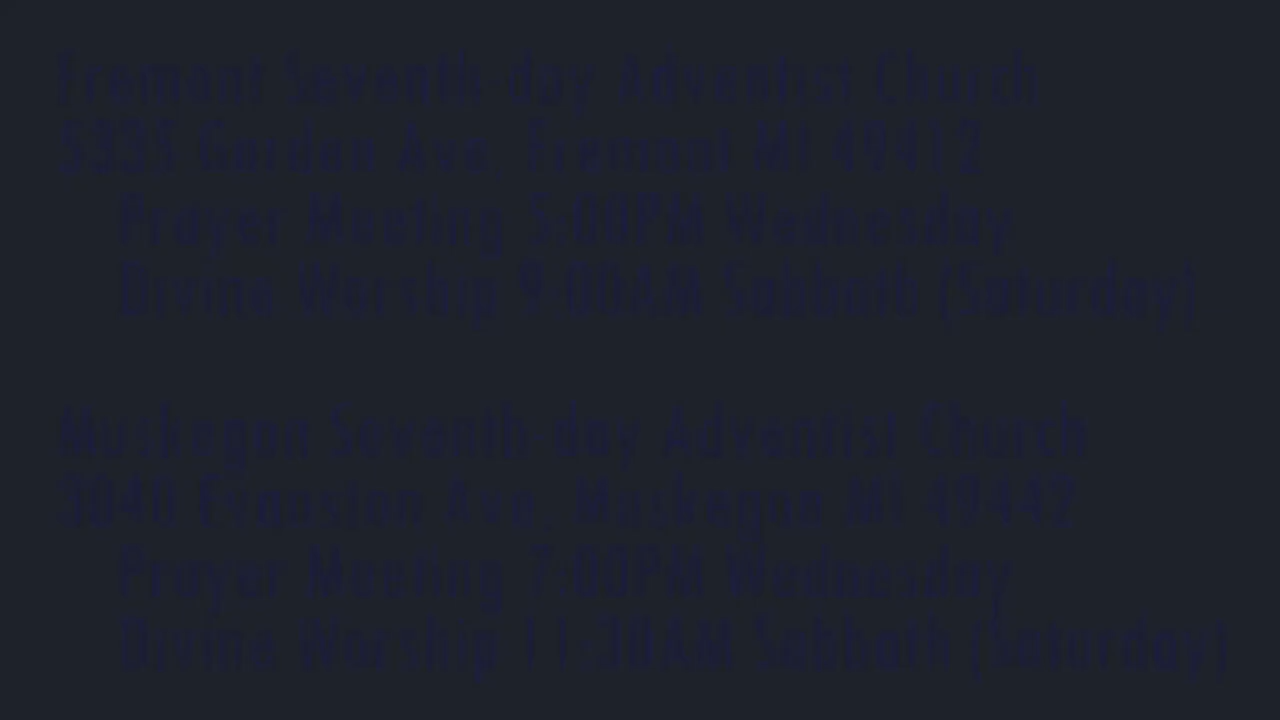 Fremont Seventh-day Adventist Church
5335 Gordon Ave, Fremont MI 49412
Prayer Meeting 5:00PM Wednesday
Divine Worship 9:00AM Sabbath (Saturday)
Muskegon Seventh-day Adventist Church
3040 Evanston Ave, Muskegon MI 49442
Prayer Meeting 7:00PM Wednesday
Divine Worship 11:30AM Sabbath (Saturday)